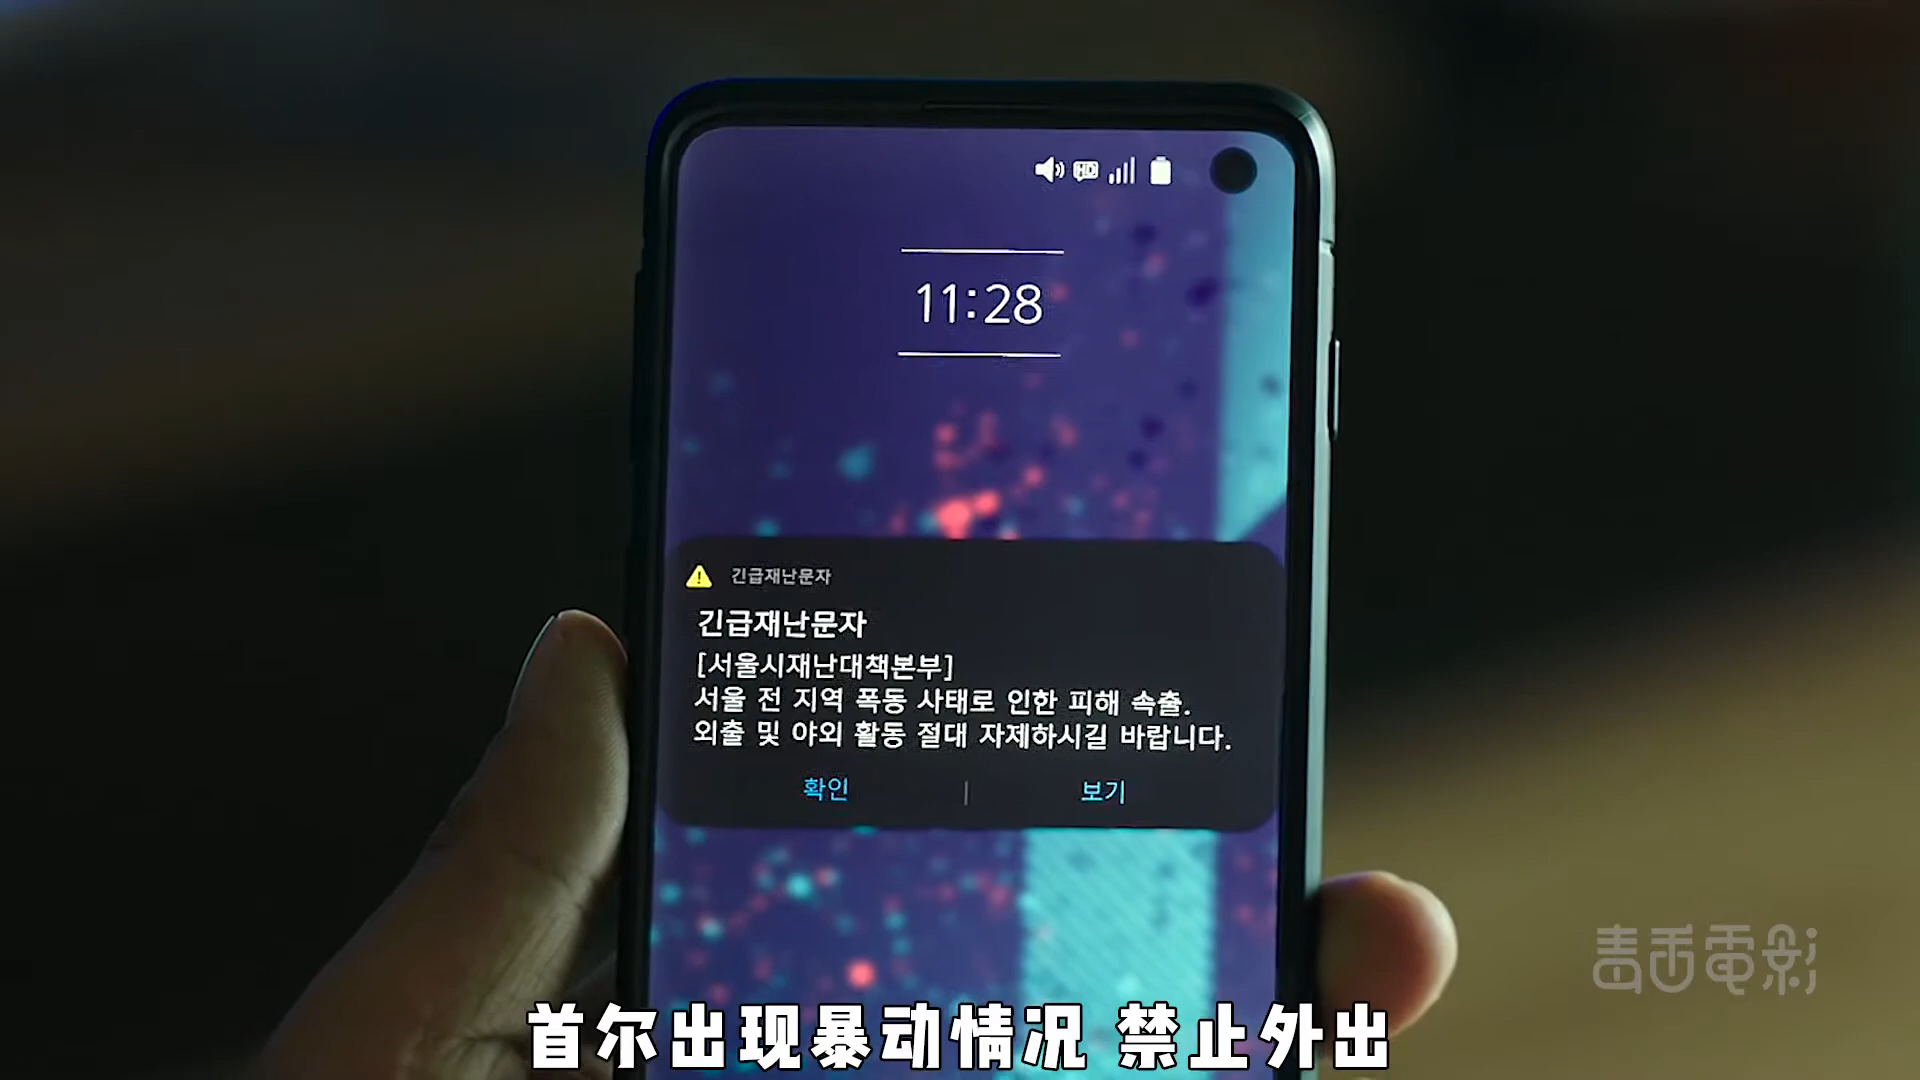 11:28
긴급재난문자
긴급재난문자
[서울시재난대책본부]
서울 전 지역 폭동 사태로 인한 피해 속출.
외출 및 야외 활동 절대 자제하시길 바랍니다.
확인 | 보기
毒舌電影
首尔出现暴动情况 禁止外出